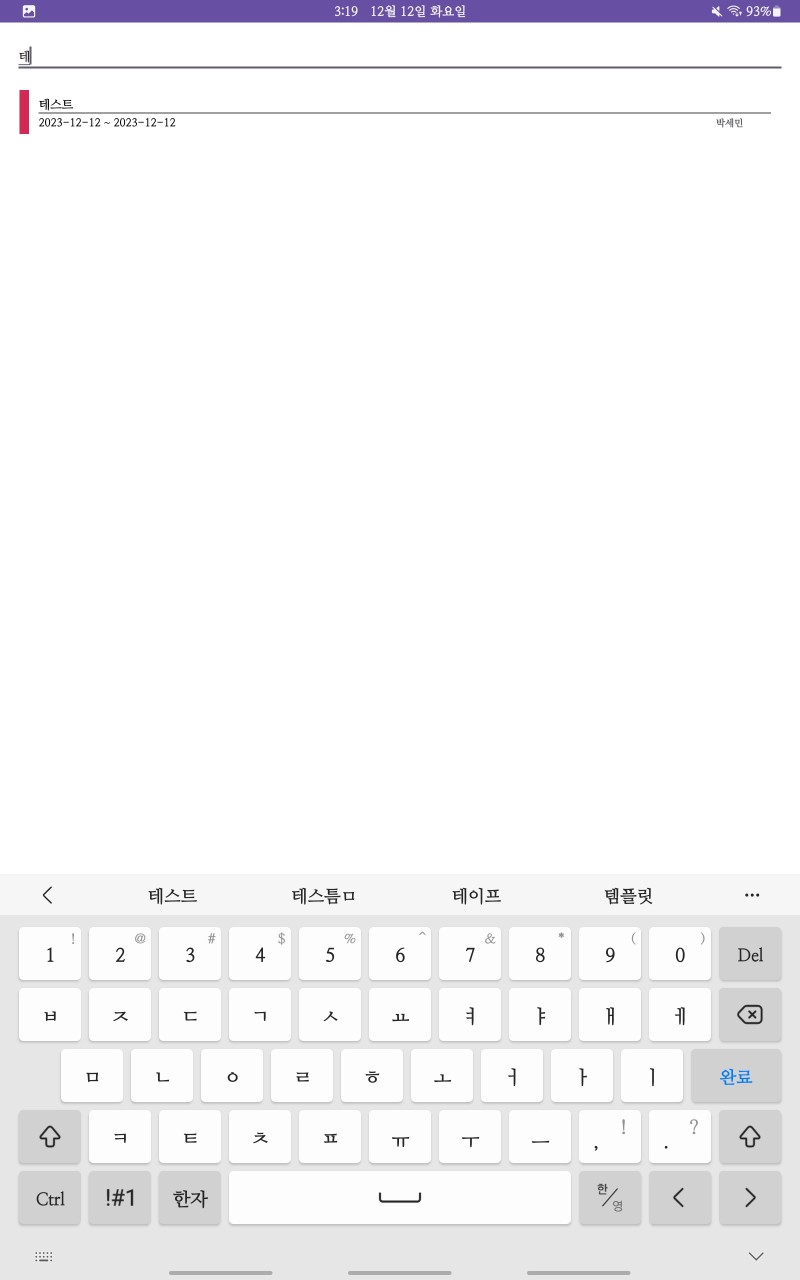 3:19 12월 12일 화요일 93%
테
테스트
2023-12-12 ~ 2023-12-12 박세민
테스트 테스틈ㅁ 테이프 템플릿 ...
1 ! 2 @ 3 # 4 $ 5 % 6 ^ 7 & 8 * 9 ( 0 ) Del
ㅂ ㅈ ㄷ ㄱ ㅅ ㅛ ㅕ ㅑ ㅐ ㅔ
ㅁ ㄴ ㅇ ㄹ ㅎ ㅗ ㅓ ㅏ ㅣ 완료
ㅋ ㅌ ㅊ ㅍ ㅠ ㅜ ㅡ , ! . ?
Ctrl !#1 한자 한/영